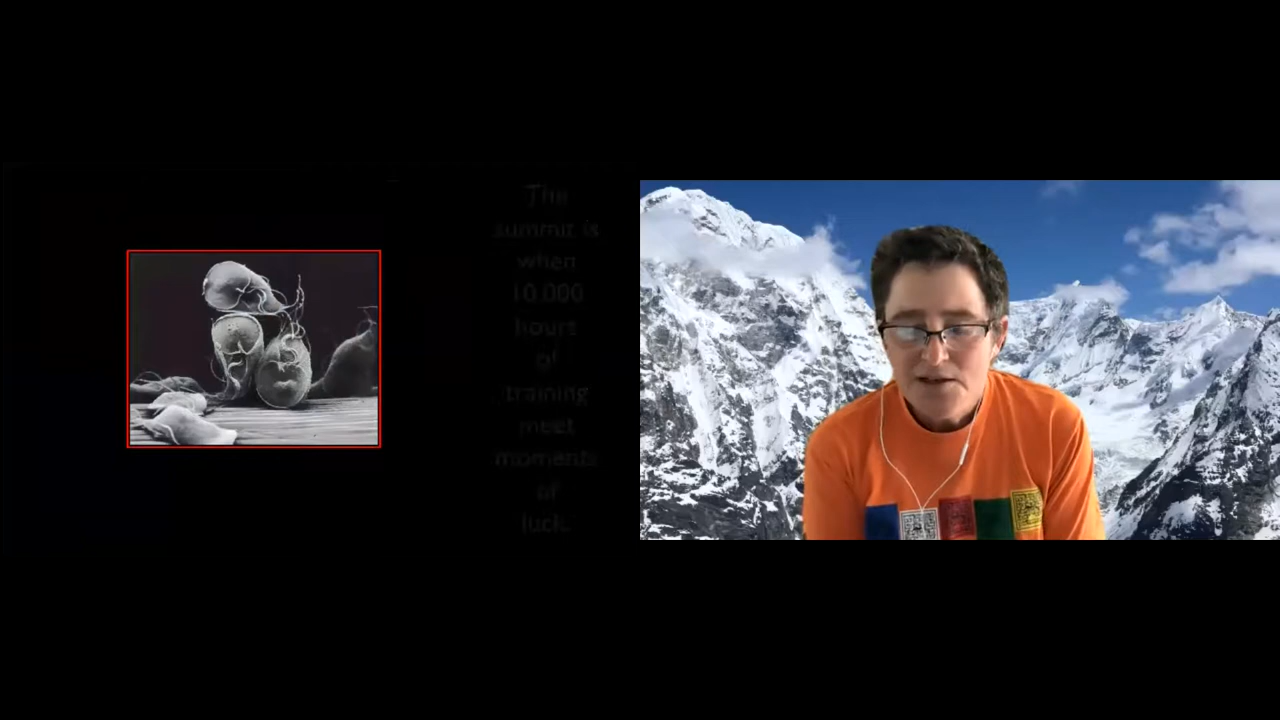 The
summit is
when
10,000
hours
of
training
meet
moments
of
luck.